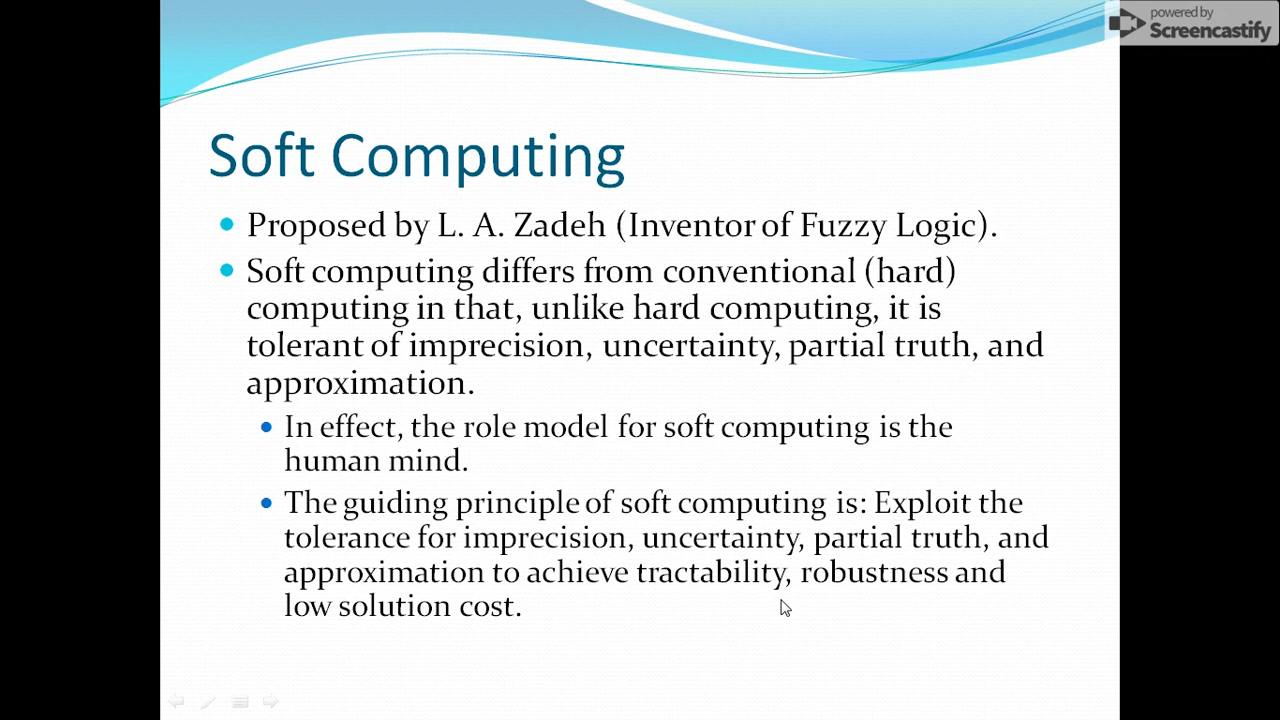 powered by
Screencastify
Soft Computing
Proposed by L. A. Zadeh (Inventor of Fuzzy Logic).
Soft computing differs from conventional (hard)
computing in that, unlike hard computing, it is
tolerant of imprecision, uncertainty, partial truth, and
approximation.
In effect, the role model for soft computing is the
human mind.
The guiding principle of soft computing is: Exploit the
tolerance for imprecision, uncertainty, partial truth, and
approximation to achieve tractability, robustness and
low solution cost.